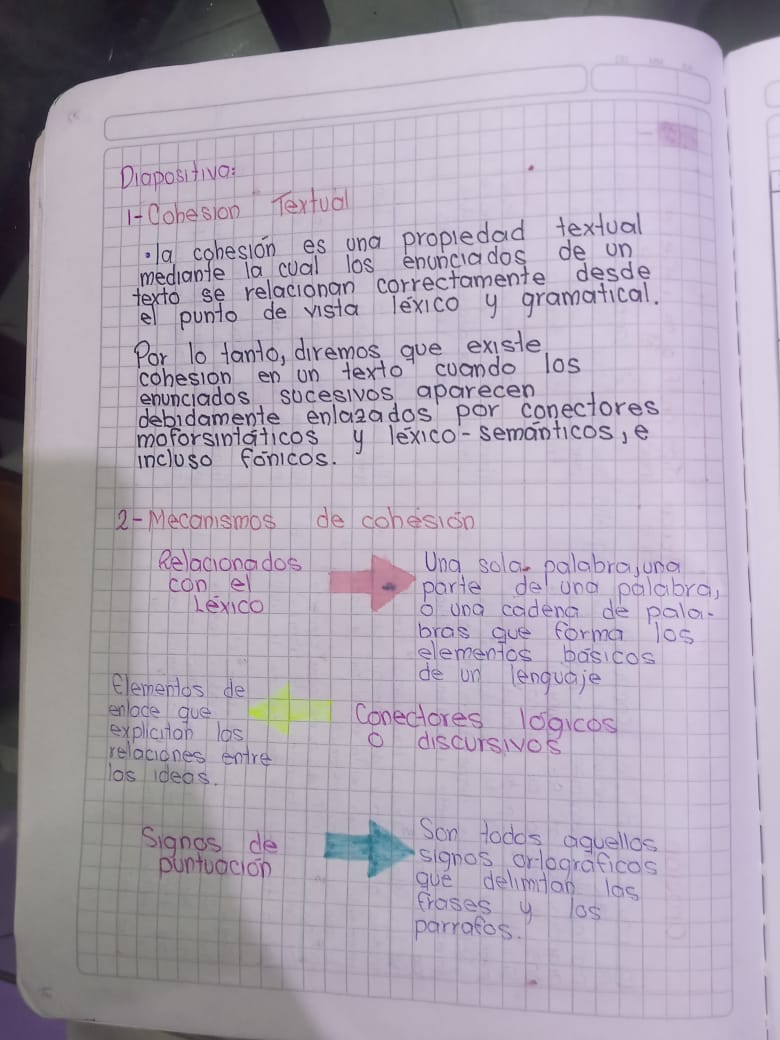 Diapositiva:
1-Cohesion Textual
•la cohesión es una propiedad textual
mediante la cual los enunciados de un
texto se relacionan correctamente desde
el punto de vista léxico y gramatical.
Por lo tanto, diremos que existe
cohesion en un texto cuando los
enunciados sucesivos aparecen
debidamente enlazados por conectores
moforsintáticos y léxico-semánticos, e
incluso fónicos.
2-Mecanismos de cohesión
Relacionados
con el
Léxico
Una sola palabra, una
parte de una palabra,
o una cadena de pala-
bras que forma los
elementos básicos
de un lenguaje
Elementos de
enlace que
explicitan las
relaciones entre
las ideas.
Conectores lógicos
o discursivos
Signos de
puntuación
Son todos aquellos
signos ortográficos
que delimitan las
frases y los
parrafos.